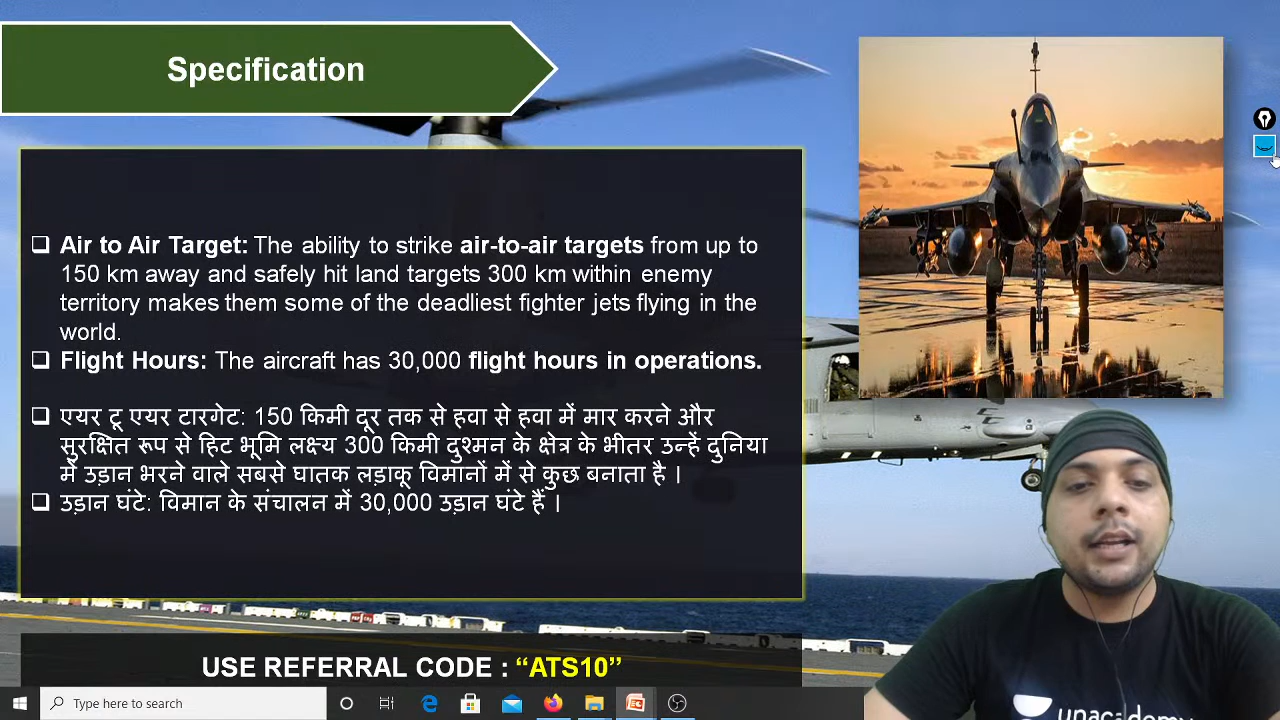 Specification
❑ Air to Air Target: The ability to strike air-to-air targets from up to
150 km away and safely hit land targets 300 km within enemy
territory makes them some of the deadliest fighter jets flying in the
world.
❑ Flight Hours: The aircraft has 30,000 flight hours in operations.
❑ एयर टू एयर टारगेट: 150 किमी दूर तक से हवा से हवा में मार करने और
सुरक्षित रूप से हिट भूमि लक्ष्य 300 किमी दुश्मन के क्षेत्र के भीतर उन्हें दुनिया
में उड़ान भरने वाले सबसे घातक लड़ाकू विमानों में से कुछ बनाता है ।
❑ उड़ान घंटे: विमान के संचालन में 30,000 उड़ान घंटे हैं ।
USE REFERRAL CODE : “ATS10”
unacademy
Type here to search